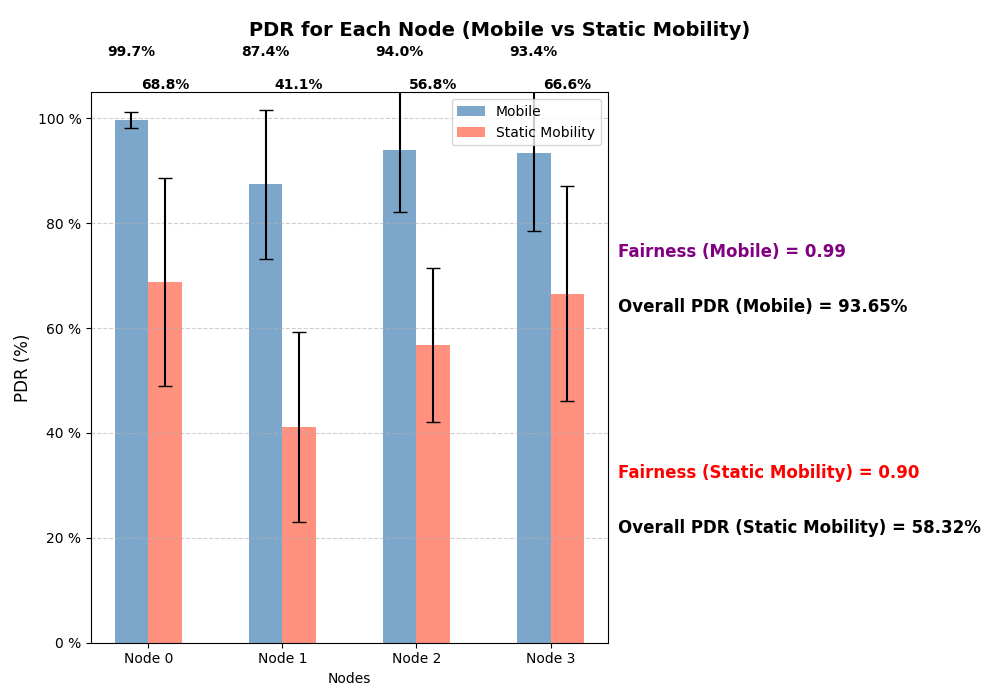 PDR for Each Node (Mobile vs Static Mobility)
99.7% 87.4% 94.0% 93.4%
68.8% 41.1% 56.8% 66.6%
Mobile
Static Mobility
100 %
80 %
60 %
40 %
20 %
0 %
PDR (%)
Node 0 Node 1 Node 2 Node 3
Nodes
Fairness (Mobile) = 0.99
Overall PDR (Mobile) = 93.65%
Fairness (Static Mobility) = 0.90
Overall PDR (Static Mobility) = 58.32%